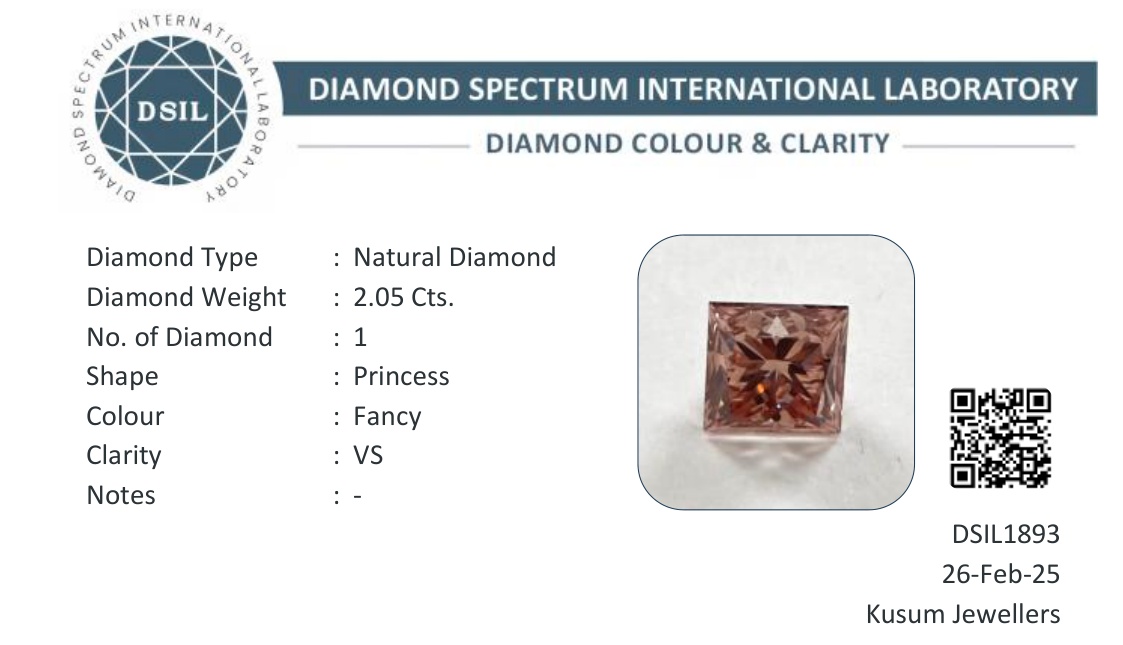 DIAMOND SPECTRUM INTERNATIONAL LABORATORY
DSIL
DIAMOND SPECTRUM INTERNATIONAL LABORATORY
DIAMOND COLOUR & CLARITY
Diamond Type : Natural Diamond
Diamond Weight : 2.05 Cts.
No. of Diamond : 1
Shape : Princess
Colour : Fancy
Clarity : VS
Notes : -
DSIL1893
26-Feb-25
Kusum Jewellers